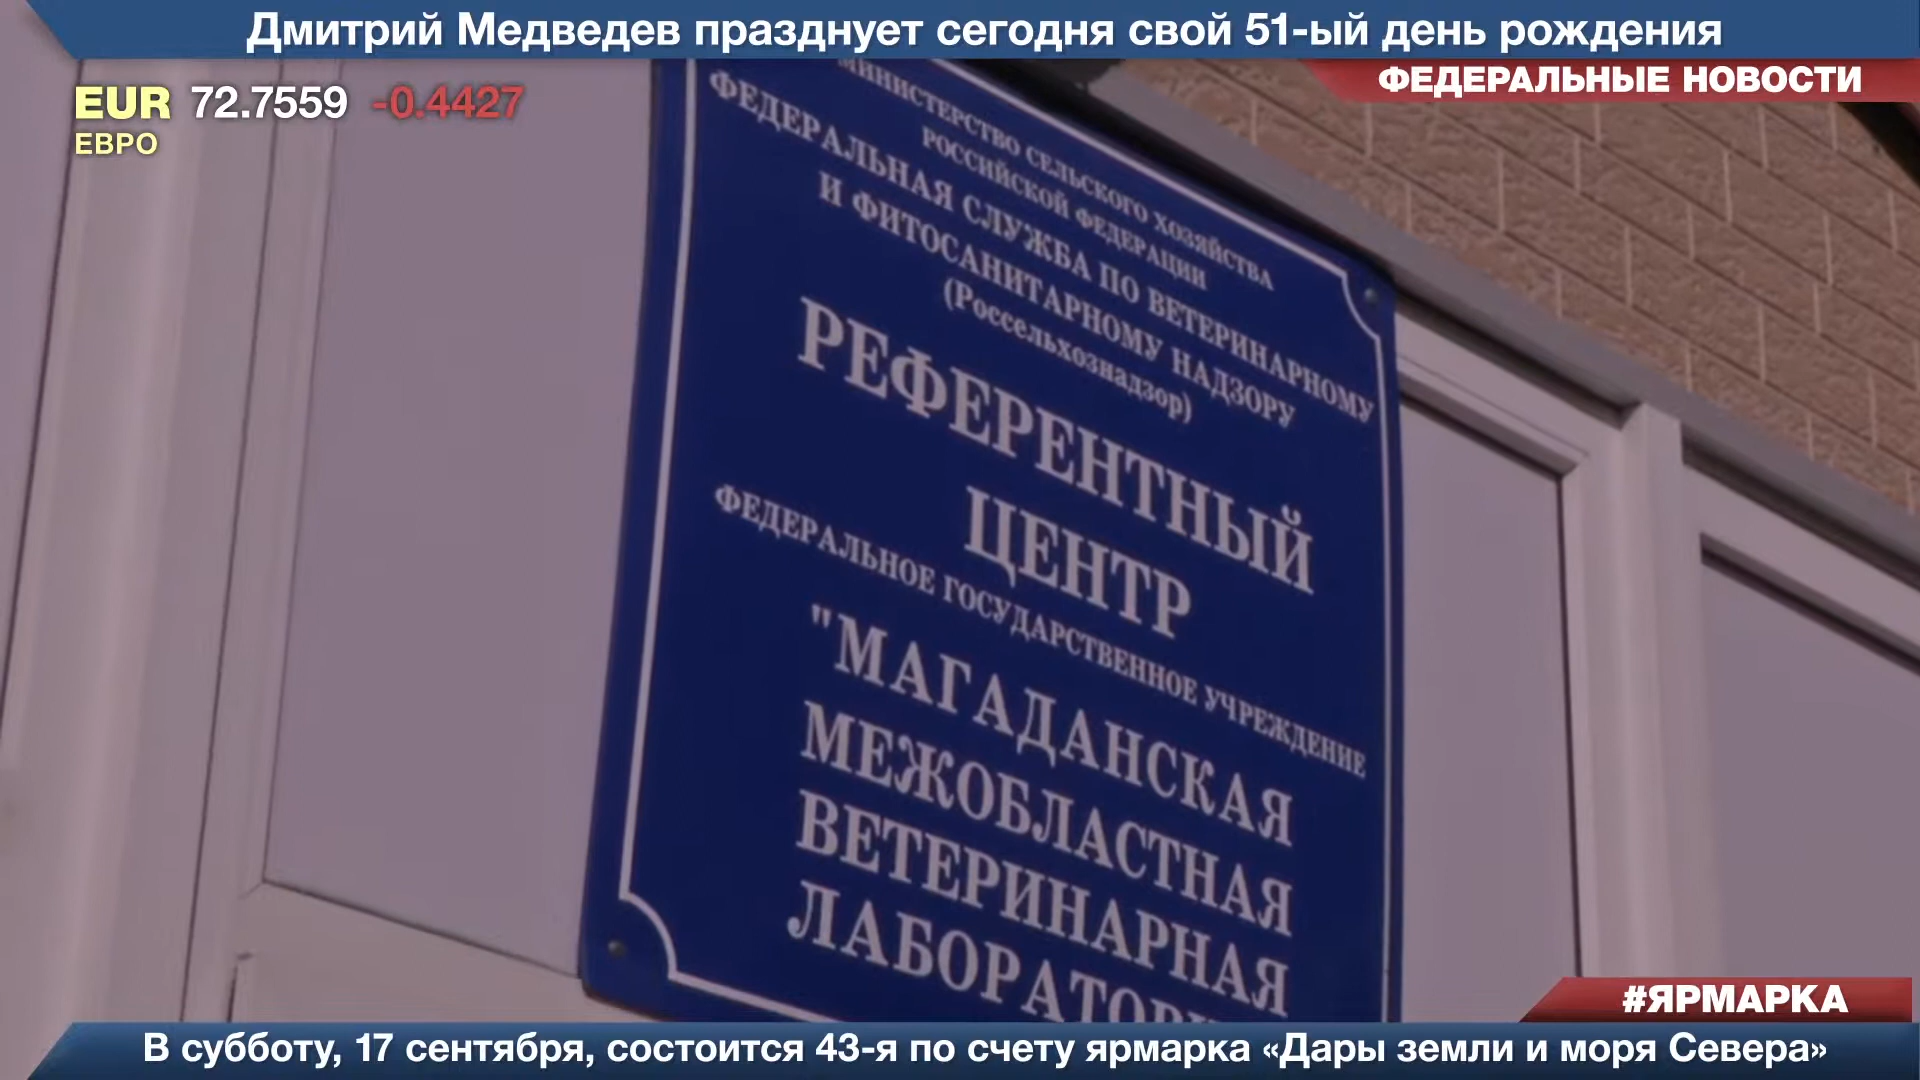 Дмитрий Медведев празднует сегодня свой 51-ый день рождения
ФЕДЕРАЛЬНЫЕ НОВОСТИ
EUR 72.7559 -0.4427
ЕВРО
МИНИСТЕРСТВО СЕЛЬСКОГО ХОЗЯЙСТВА
РОССИЙСКОЙ ФЕДЕРАЦИИ
ФЕДЕРАЛЬНАЯ СЛУЖБА ПО ВЕТЕРИНАРНОМУ
И ФИТОСАНИТАРНОМУ НАДЗОРУ
(Россельхознадзор)
РЕФЕРЕНТНЫЙ
ЦЕНТР
ФЕДЕРАЛЬНОЕ ГОСУДАРСТВЕННОЕ УЧРЕЖДЕНИЕ
"МАГАДАНСКАЯ
МЕЖОБЛАСТНАЯ
ВЕТЕРИНАРНАЯ
#ЯРМАРКА
В субботу, 17 сентября, состоится 43-я по счету ярмарка «Дары земли и моря Севера»